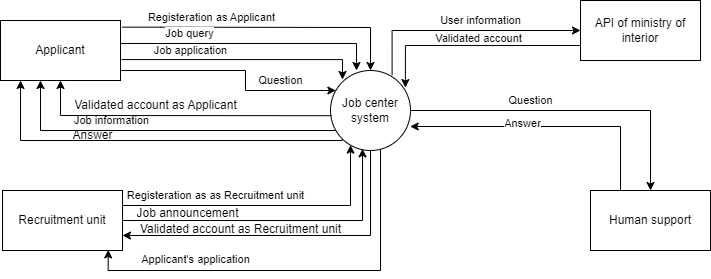 Registeration as Applicant
Job query
Job application
Question
Applicant
Validated account as Applicant
Job information
Answer
User information
Validated account
API of ministry of
interior
Job center
system
Question
Answer
Human support
Registeration as as Recruitment unit
Job announcement
Validated account as Recruitment unit
Applicant's application
Recruitment unit